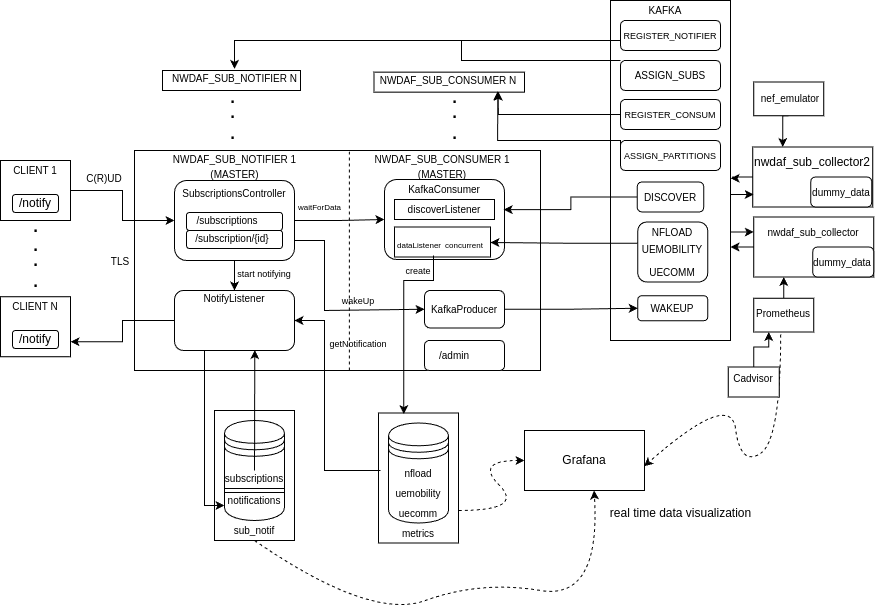 KAFKA
REGISTER_NOTIFIER
NWDAF_SUB_NOTIFIER N
NWDAF_SUB_CONSUMER N
ASSIGN_SUBS
REGISTER_CONSUM
ASSIGN_PARTITIONS
nef_emulator
CLIENT 1
/notify
C(R)UD
NWDAF_SUB_NOTIFIER 1
(MASTER)
NWDAF_SUB_CONSUMER 1
(MASTER)
SubscriptionsController
/subscriptions
/subscription/{id}
waitForData
KafkaConsumer
discoverListener
dataListener concurrent
DISCOVER
NFLOAD
UEMOBILITY
UECOMM
nwdaf_sub_collector2
dummy_data
nwdaf_sub_collector
dummy_data
TLS
start notifying
create
CLIENT N
/notify
NotifyListener
wakeUp
KafkaProducer
WAKEUP
Prometheus
getNotification
/admin
Cadvisor
subscriptions
notifications
sub_notif
nfload
uemobility
uecomm
metrics
Grafana
real time data visualization